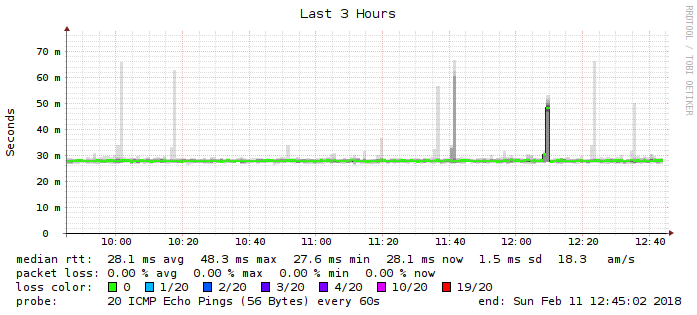 Last 3 Hours
RRDTOOL / TOBI OETIKER
Seconds
70 m
60 m
50 m
40 m
30 m
20 m
10 m
0
10:00 10:20 10:40 11:00 11:20 11:40 12:00 12:20 12:40
median rtt: 28.1 ms avg 48.3 ms max 27.6 ms min 28.1 ms now 1.5 ms sd 18.3 am/s
packet loss: 0.00 % avg 0.00 % max 0.00 % min 0.00 % now
loss color: 0 1/20 2/20 3/20 4/20 10/20 19/20
probe: 20 ICMP Echo Pings (56 Bytes) every 60s end: Sun Feb 11 12:45:02 2018